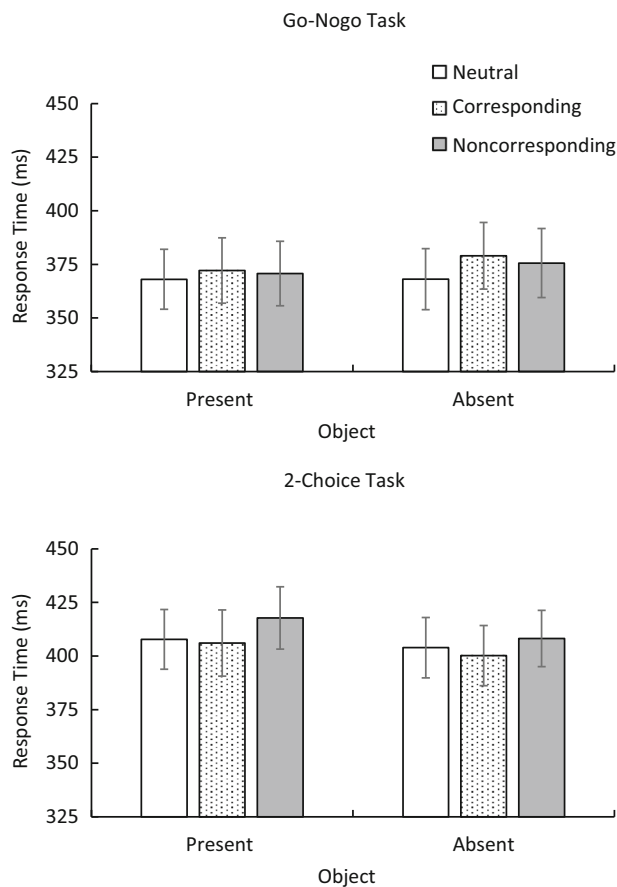 Go-Nogo Task
Neutral
Corresponding
Noncorresponding
Response Time (ms)
450
425
400
375
350
325
Present
Absent
Object
2-Choice Task
Response Time (ms)
450
425
400
375
350
325
Present
Absent
Object